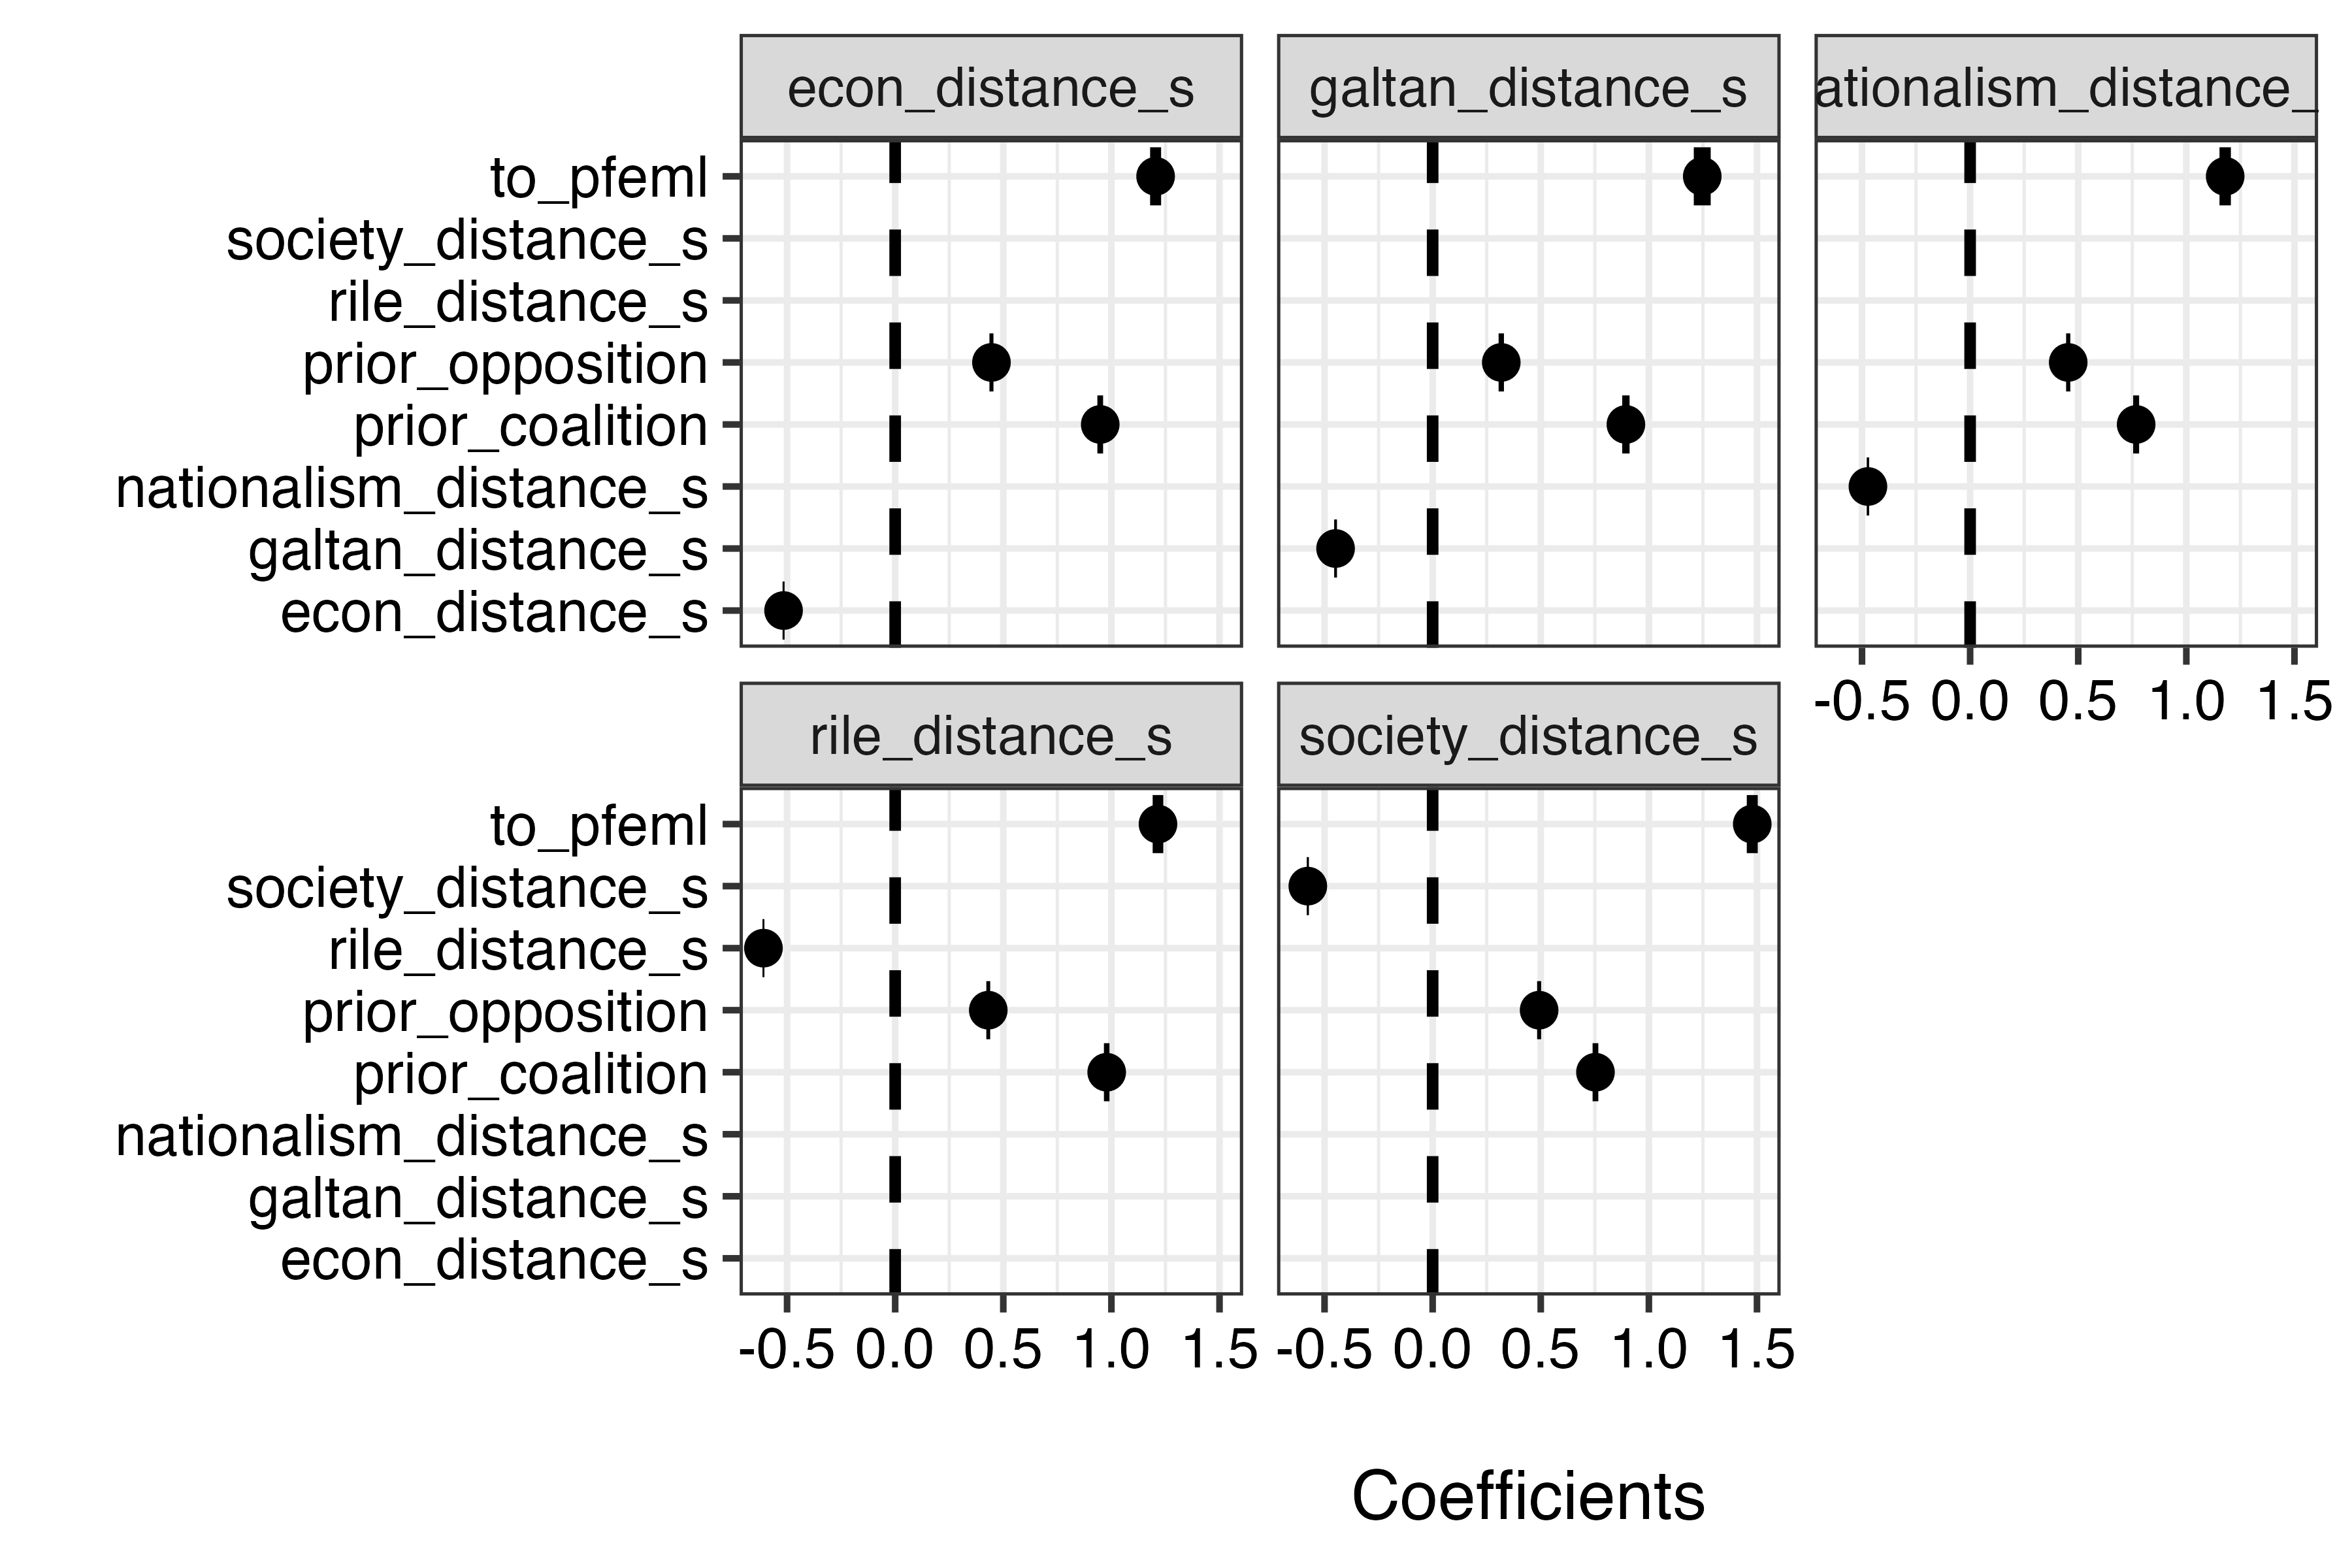 econ_distance_s
galtan_distance_s
ationalism_distance_
to_pfeml
society_distance_s
rile_distance_s
prior_opposition
prior_coalition
nationalism_distance_s
galtan_distance_s
econ_distance_s
-0.5 0.0 0.5 1.0 1.5
rile_distance_s
society_distance_s
to_pfeml
society_distance_s
rile_distance_s
prior_opposition
prior_coalition
nationalism_distance_s
galtan_distance_s
econ_distance_s
-0.5 0.0 0.5 1.0 1.5
-0.5 0.0 0.5 1.0 1.5
Coefficients